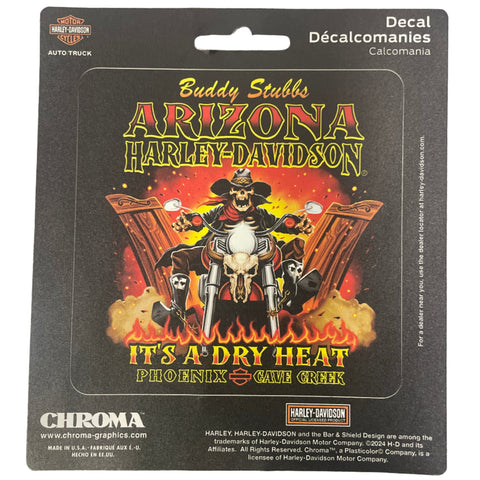 MOTOR
HARLEY-DAVIDSON
CYCLES
AUTO/TRUCK
Decal
Décalcomanies
Calcomania
Buddy Stubbs
ARIZONA
HARLEY-DAVIDSON®
IT'S A DRY HEAT
PHOENIX CAVE CREEK
For a dealer near you, use the dealer locator at harley-davidson.com.
CHROMA™
www.chroma-graphics.com
MADE IN U.S.A. · FABRIQUÉ AUX É.-U.
HECHO EN EE.UU.
HARLEY-DAVIDSON
OFFICIAL LICENSED PRODUCT
HARLEY, HARLEY-DAVIDSON and the Bar & Shield Design are among the
trademarks of Harley-Davidson Motor Company. ©2024 H-D and its
Affiliates. All Rights Reserved. Chroma™, a Plasticolor® Company, is a
licensee of Harley-Davidson Motor Company.